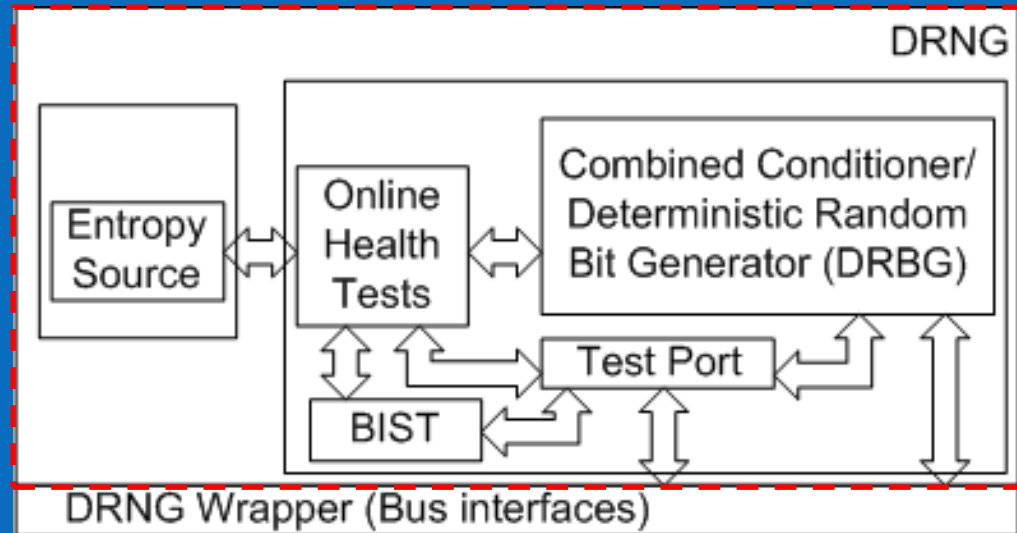 DRNG
Entropy
Source
Online
Health
Tests
Combined Conditioner/
Deterministic Random
Bit Generator (DRBG)
Test Port
BIST
DRNG Wrapper (Bus interfaces)